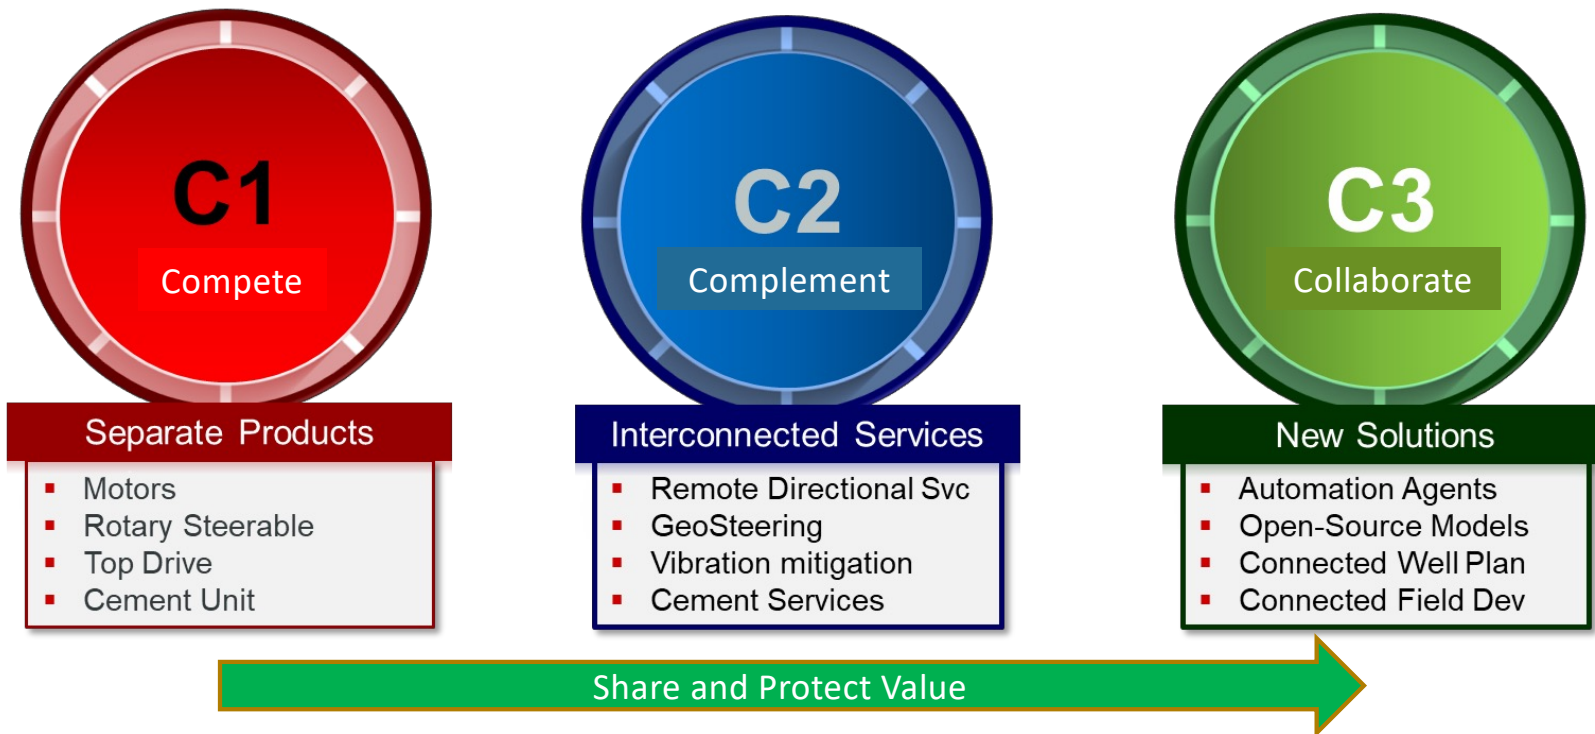 C1
Compete
Separate Products
Motors
Rotary Steerable
Top Drive
Cement Unit
C2
Complement
Interconnected Services
Remote Directional Svc
GeoSteering
Vibration mitigation
Cement Services
C3
Collaborate
New Solutions
Automation Agents
Open-Source Models
Connected Well Plan
Connected Field Dev
Share and Protect Value